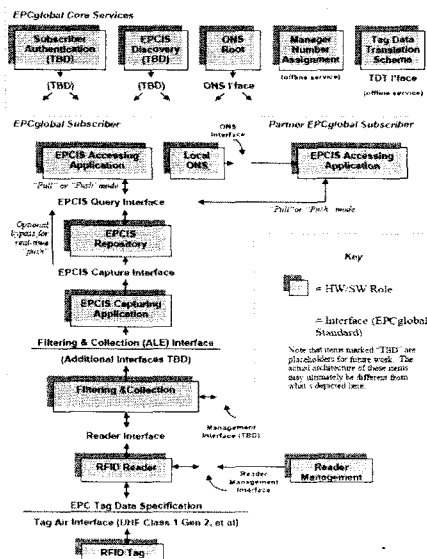 EPCglobal Core Services
Subscriber Authentication (TBD)
EPCIS Discovery (TBD)
ONS Root
Manager Number Assignment
Tag Data Translation Schema
(TBD)
(TBD)
ONS I'face
(offline service)
TDT I'face
(offline service)
EPCglobal Subscriber
ONS Interface
Partner EPCglobal Subscriber
EPCIS Accessing Application
Local ONS
EPCIS Accessing Application
"Pull" or "Push" mode
EPCIS Query Interface
"Pull" or "Push" mode
Optional bypass for real-time "push"
EPCIS Repository
EPCIS Capture Interface
EPCIS Capturing Application
Filtering & Collection (ALE) Interface
(Additional Interfaces TBD)
Filtering & Collection
Management Interface (TBD)
Reader Interface
RFID Reader
Reader Management Interface
Reader Management
EPC Tag Data Specification
Tag Air Interface (UHF Class 1 Gen 2, et al)
RFID Tag
Key
= HW/SW Role
= Interface (EPCglobal Standard)
Note that items marked "TBD" are
placeholders for future work. The
actual architecture of these items
may ultimately be different from
what is depicted here.